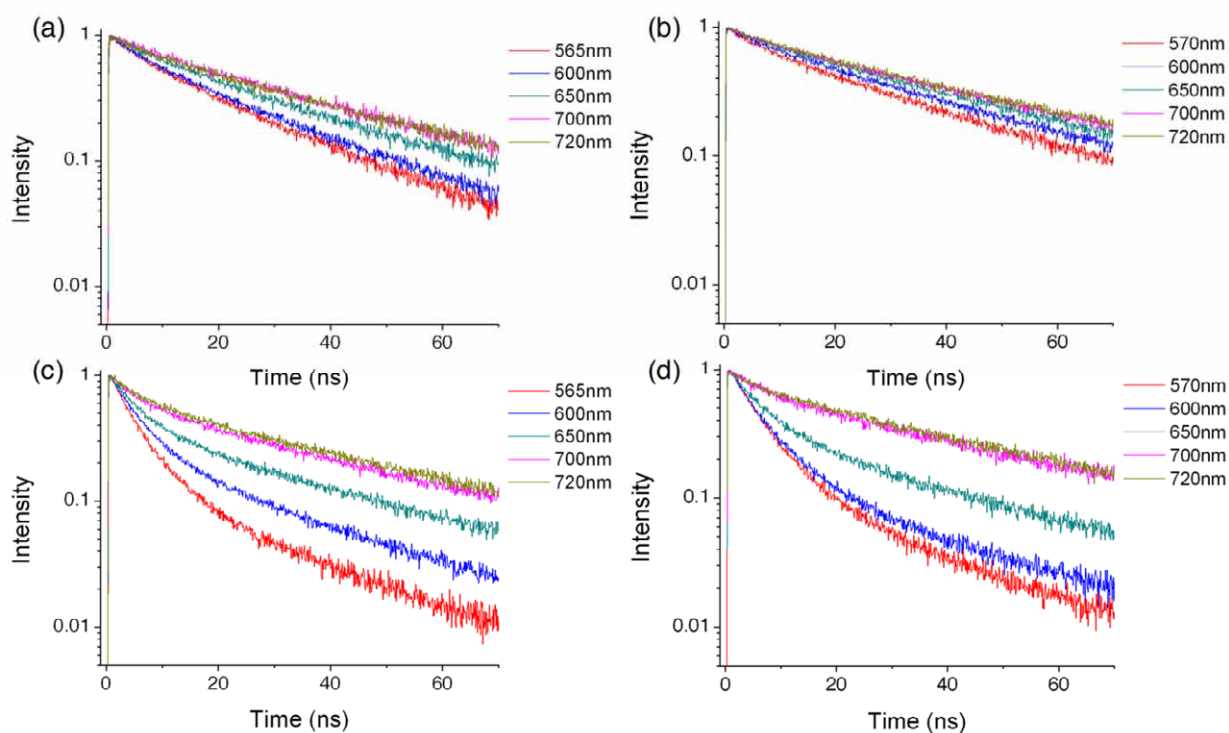 (a)
1
0.1
0.01
Intensity
0
20
40
60
Time (ns)
565nm
600nm
650nm
700nm
720nm
(b)
1
0.1
0.01
Intensity
0
20
40
60
Time (ns)
570nm
600nm
650nm
700nm
720nm
(c)
1
0.1
0.01
Intensity
0
20
40
60
Time (ns)
565nm
600nm
650nm
700nm
720nm
(d)
1
0.1
0.01
Intensity
0
20
40
60
Time (ns)
570nm
600nm
650nm
700nm
720nm